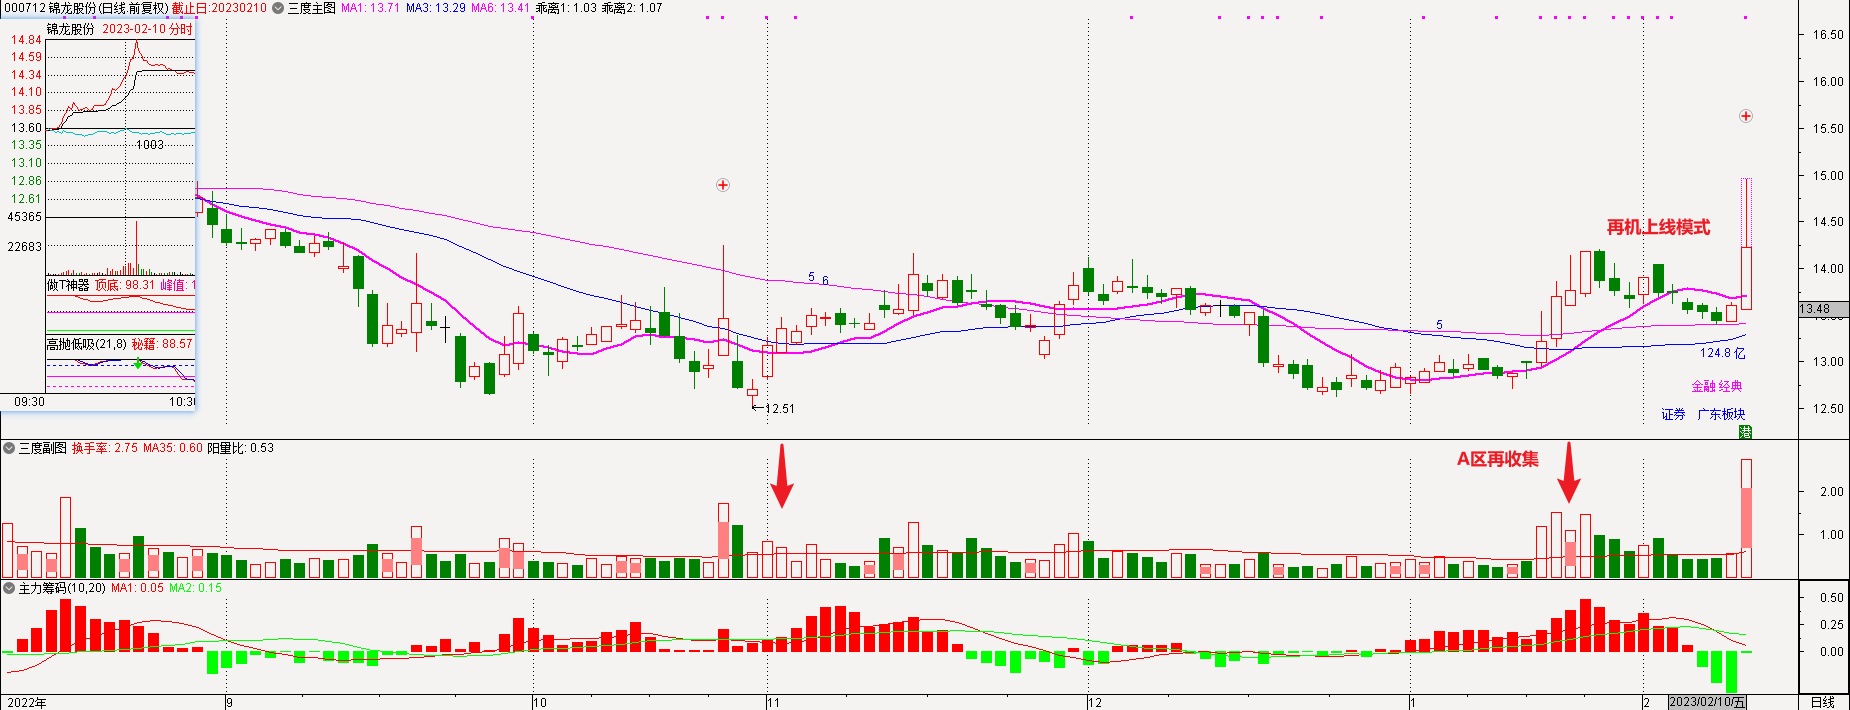 000712 锦龙股份(日线.前复权) 截止日:20230210 三度主图 MA1: 13.71 MA3: 13.29 MA6: 13.41 乖离1: 1.03 乖离2: 1.07
锦龙股份 2023-02-10 分时
14.84
14.59
14.34
14.10
13.85
13.60
13.35
13.10
12.86
12.61
45365
22683
1003
做T神器 顶底: 98.31 峰值: 1
高抛低吸(21,8) 秘籍: 88.57
09:30 10:30
5 6
12.51
5
再机上线模式
124.8 亿
金融 经典
证券 广东板块
港
16.50
16.00
15.50
15.00
14.50
14.00
13.48
13.00
12.50
三度副图 换手率: 2.75 MA35: 0.60 阳量比: 0.53
A区再收集
2.00
1.00
主力筹码(10,20) MA1: 0.05 MA2: 0.15
0.50
0.25
0.00
2022年 9 10 11 12 1 2 2023/02/10/五 日线